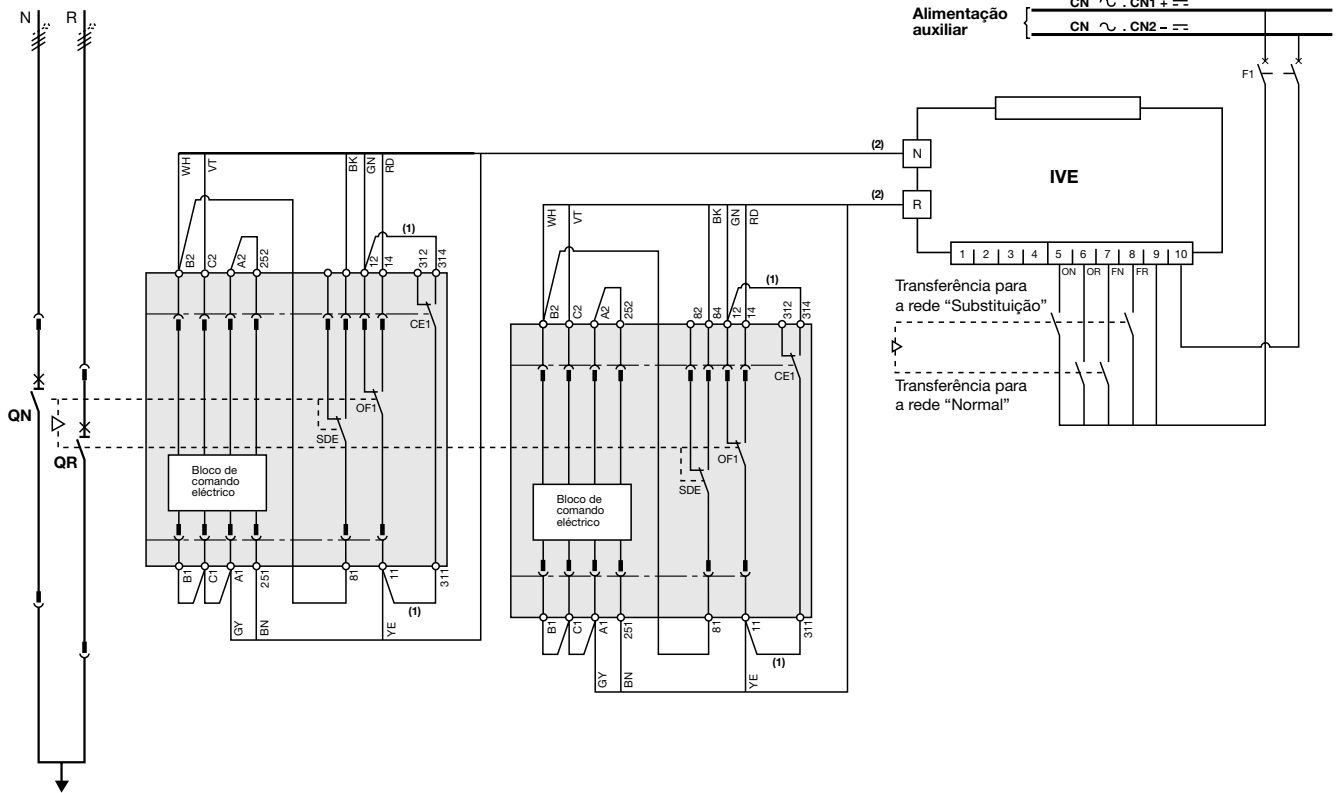 N
R
Alimentação
auxiliar
CN ∿ . CN1 + ⎓
CN ∿ . CN2 – ⎓
F1
(2)
N
IVE
(2)
R
1 2 3 4 5 6 7 8 9 10
ON OR FN FR
Transferência para
a rede “Substituição”
Transferência para
a rede “Normal”
WH
VT
BK
GN
RD
(1)
B2
C2
A2
252
12
14
312
314
CE1
OF1
SDE
Bloco de
comando
eléctrico
B1
C1
A1
251
81
11
311
(1)
GY
BN
YE
QN
QR
WH
VT
BK
GN
RD
(1)
B2
C2
A2
252
82
84
12
14
312
314
CE1
OF1
SDE
Bloco de
comando
eléctrico
B1
C1
A1
251
81
11
311
(1)
GY
BN
YE